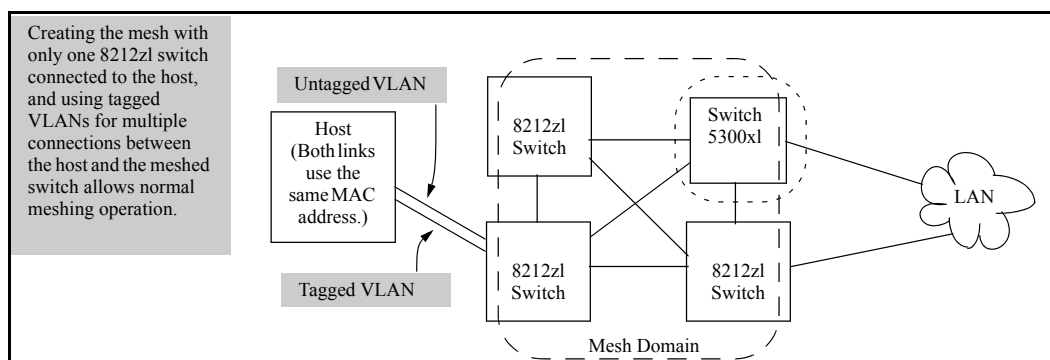 Creating the mesh with
only one 8212zl switch
connected to the host,
and using tagged
VLANs for multiple
connections between
the host and the meshed
switch allows normal
meshing operation.
Untagged VLAN
Host
(Both links
use the
same MAC
address.)
Tagged VLAN
8212zl
Switch
Switch
5300xl
8212zl
Switch
8212zl
Switch
LAN
Mesh Domain